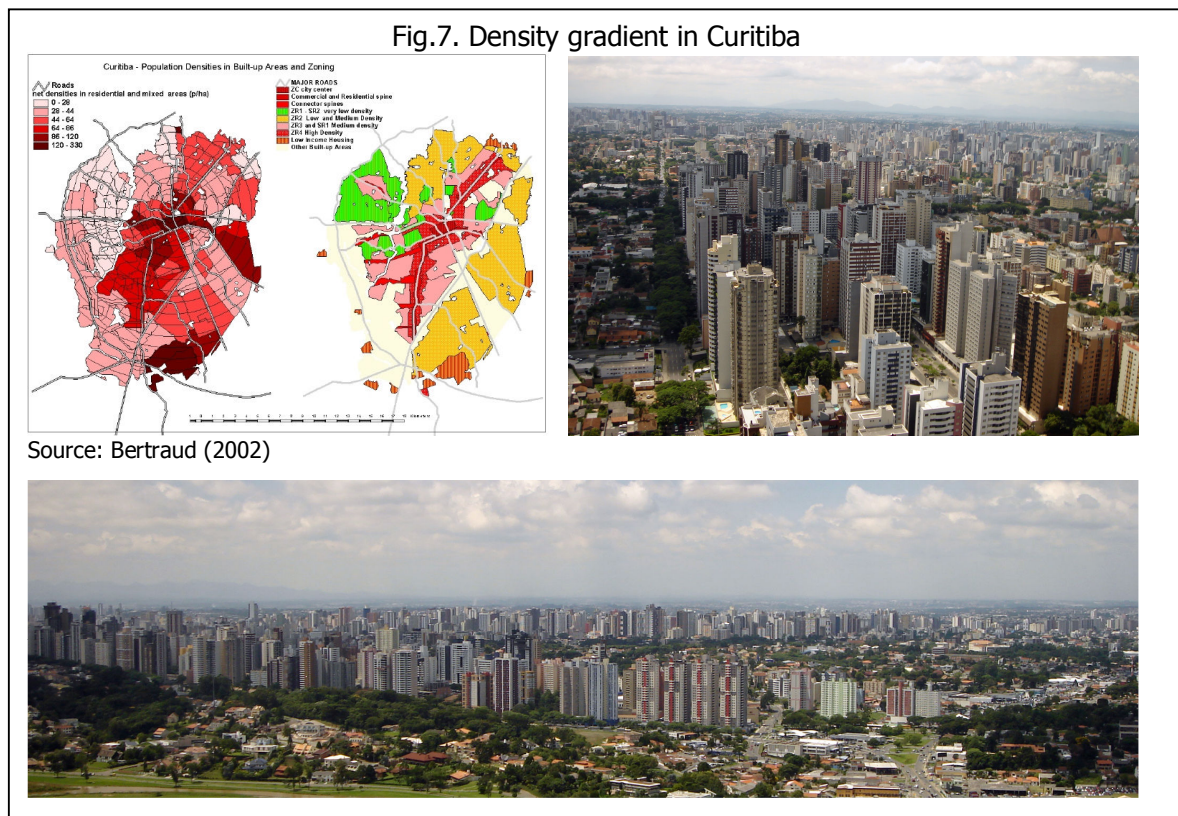 Fig.7. Density gradient in Curitiba
Curitiba - Population Densities in Built-up Areas and Zoning
Roads
net densities in residential and mixed areas (p/ha)
0 - 28
28 - 44
44 - 64
64 - 86
86 - 120
120 - 330
MAJOR ROADS
ZC city center
Commercial and Residential spine
Connector spines
ZR1 - SR2 very low density
ZR2 Low and Medium Density
ZR3 and SR1 Medium density
ZR4 High Density
Low Income Housing
Other Built-up Areas
Source: Bertraud (2002)